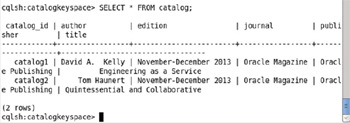 cqlsh:catalogkeyspace> SELECT * FROM catalog;
catalog_id | author | edition | journal | publi
sher | title
catalog1 | David A. Kelly | November-December 2013 | Oracle Magazine | Oracl
e Publishing | Engineering as a Service
catalog2 | Tom Haunert | November-December 2013 | Oracle Magazine | Oracl
e Publishing | Quintessential and Collaborative
(2 rows)
cqlsh:catalogkeyspace>